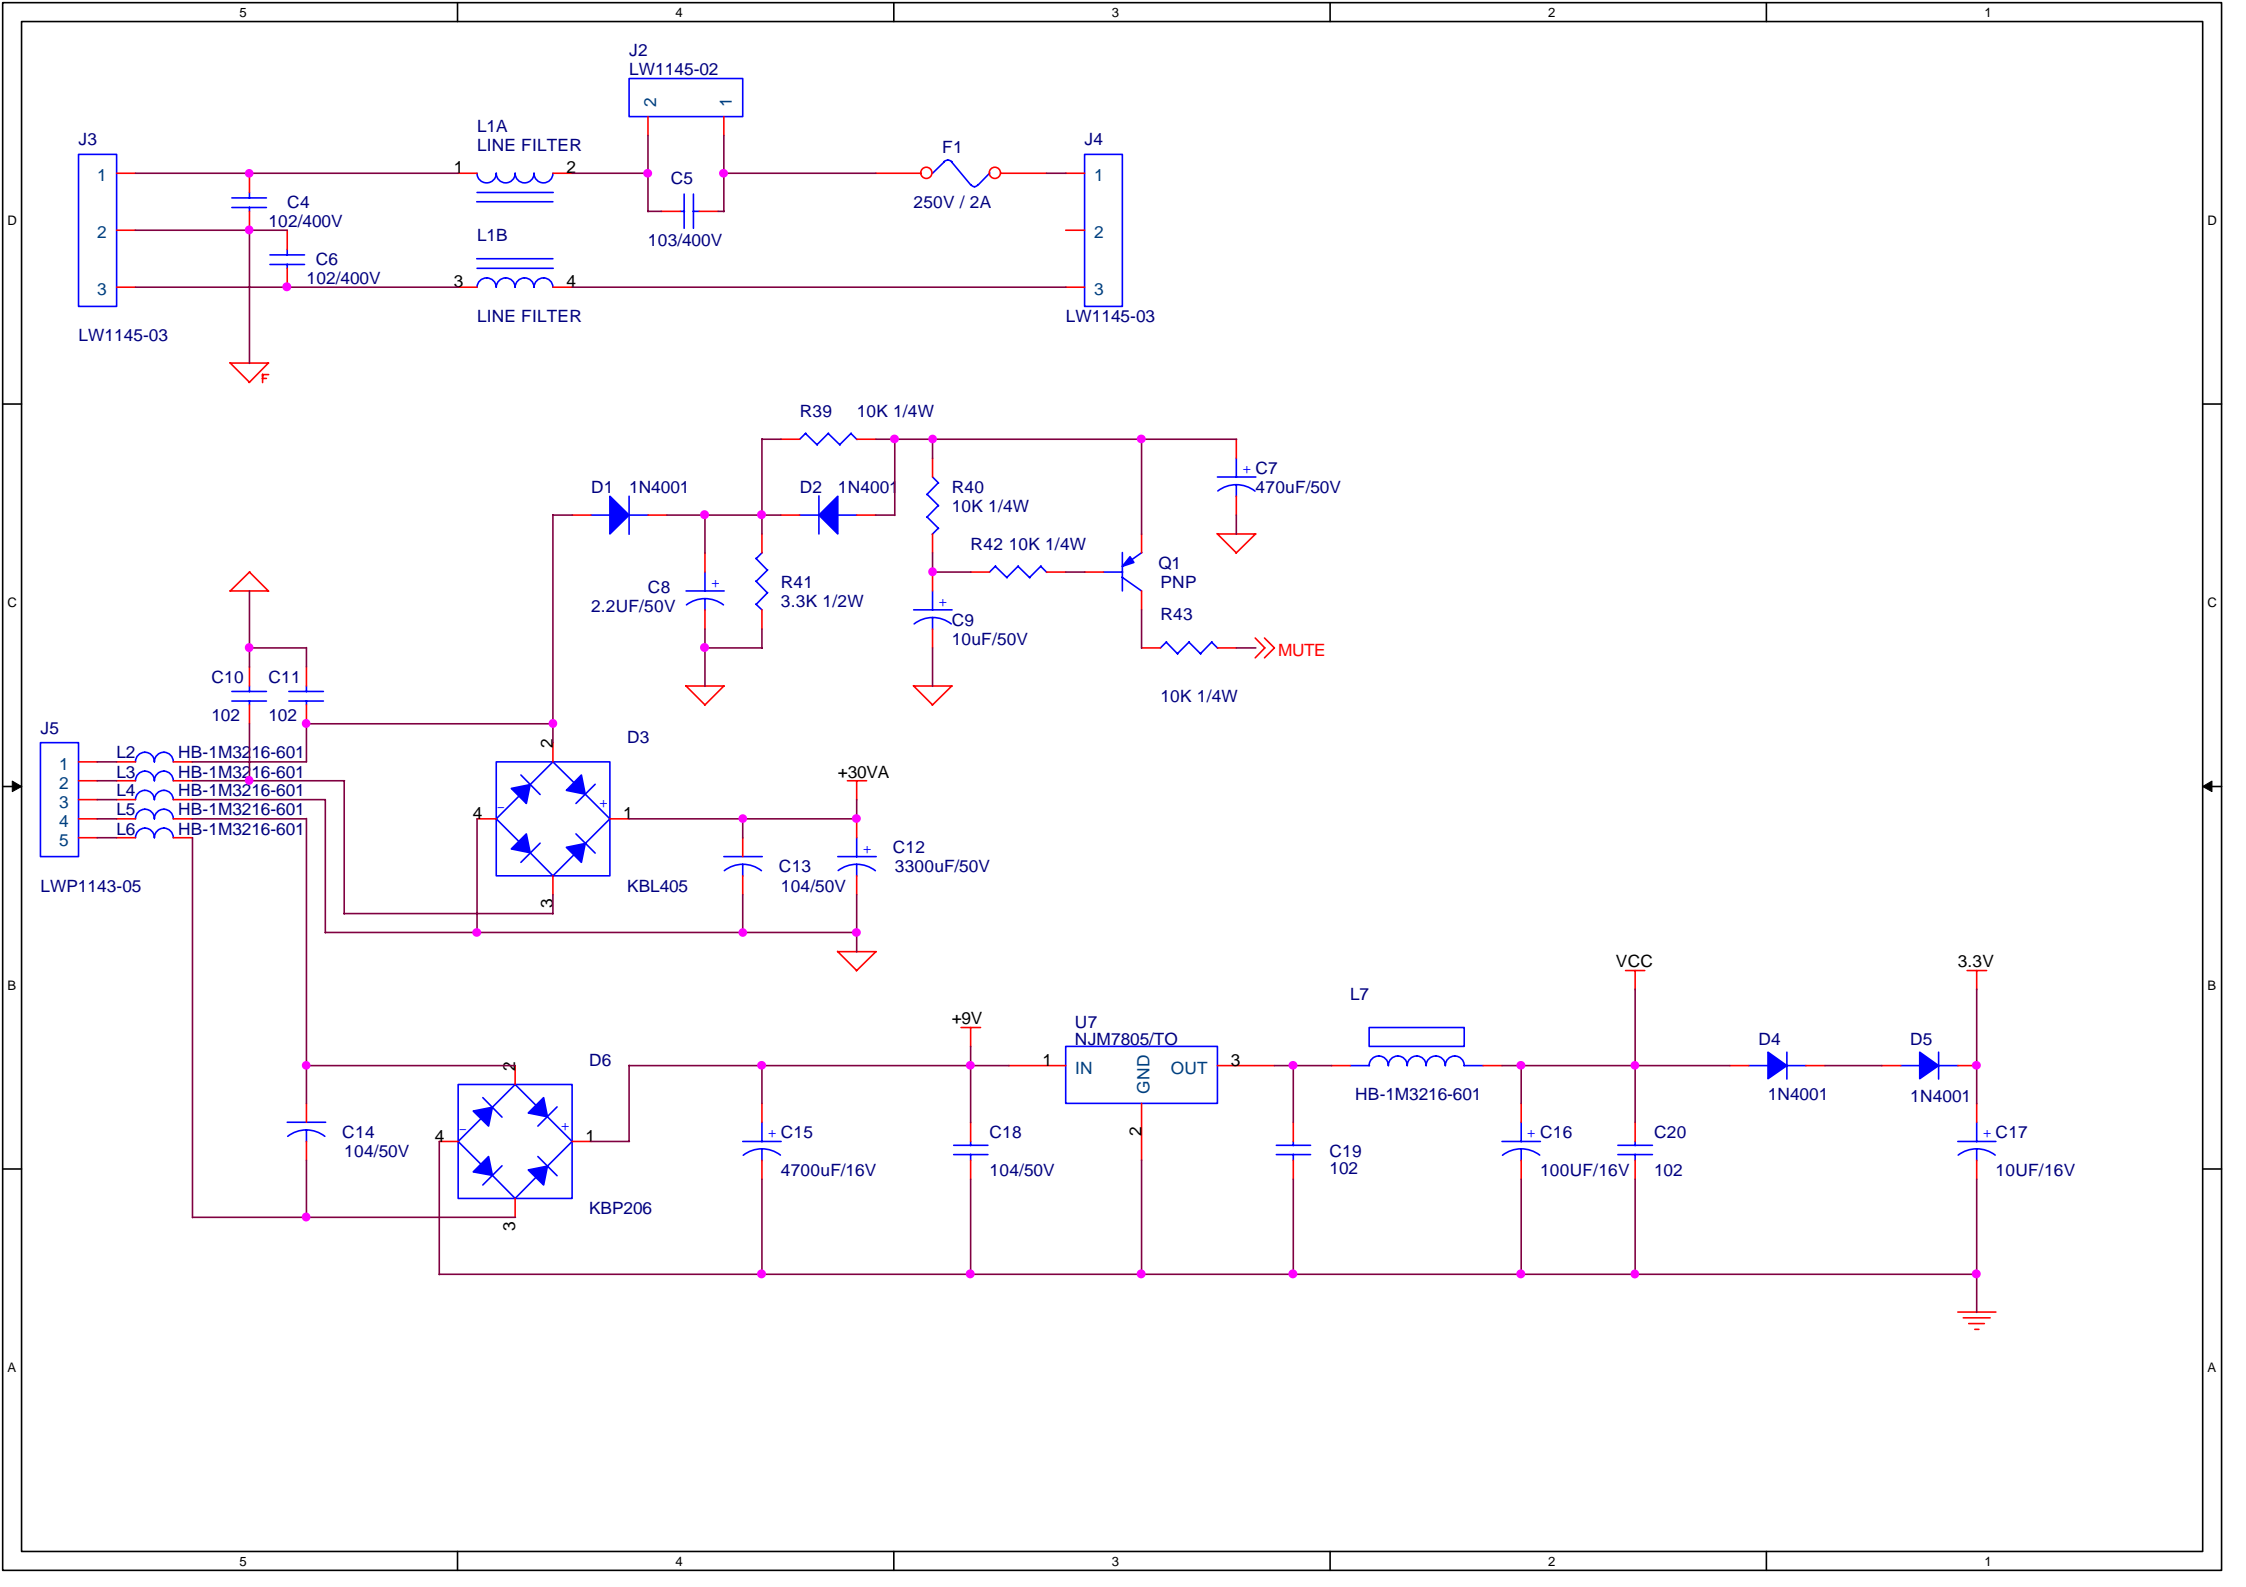 5 4 3 2 1
J2
LW1145-02
2 1
J3
1
2
3
LW1145-03
L1A
LINE FILTER
1 2
C4
102/400V
C6
102/400V
C5
103/400V
L1B
3 4
LINE FILTER
F1
250V / 2A
J4
1
2
3
LW1145-03
F
D D
R39 10K 1/4W
D1 1N4001
D2 1N4001
R40
10K 1/4W
+ C7
470uF/50V
R42 10K 1/4W
Q1
PNP
C8
2.2UF/50V
+
R41
3.3K 1/2W
+
C9
10uF/50V
R43
MUTE
10K 1/4W
C C
C10 C11
102 102
J5
1
2
3
4
5
LWP1143-05
L2 HB-1M3216-601
L3 HB-1M3216-601
L4 HB-1M3216-601
L5 HB-1M3216-601
L6 HB-1M3216-601
D3
2
4 - + 1
3
KBL405
+30VA
C13
104/50V
+ C12
3300uF/50V
B B
C14
104/50V
D6
2
4 - + 1
3
KBP206
+9V
+ C15
4700uF/16V
C18
104/50V
U7
NJM7805/TO
1 IN GND OUT 3
2
C19
102
L7
HB-1M3216-601
VCC
+ C16
100UF/16V
C20
102
D4
1N4001
D5
1N4001
3.3V
+ C17
10UF/16V
A A
5 4 3 2 1